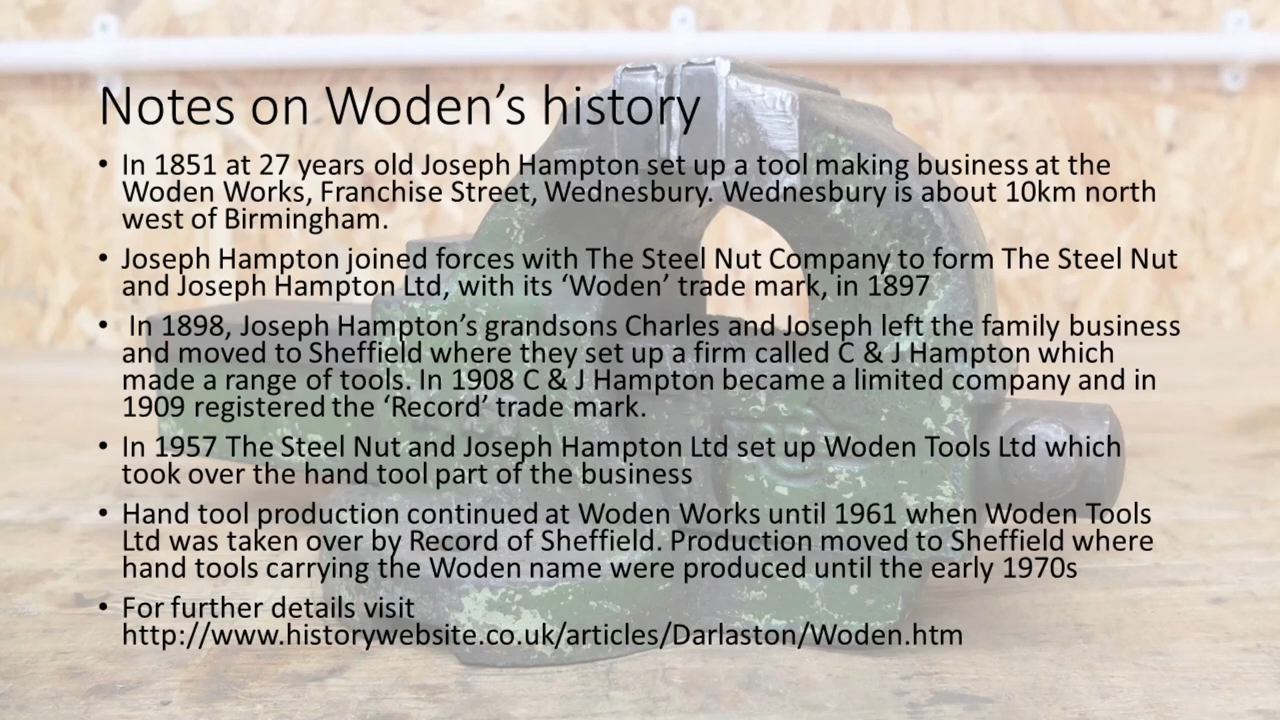 Notes on Woden’s history
• In 1851 at 27 years old Joseph Hampton set up a tool making business at the
Woden Works, Franchise Street, Wednesbury. Wednesbury is about 10km north
west of Birmingham.
• Joseph Hampton joined forces with The Steel Nut Company to form The Steel Nut
and Joseph Hampton Ltd, with its ‘Woden’ trade mark, in 1897
• In 1898, Joseph Hampton’s grandsons Charles and Joseph left the family business
and moved to Sheffield where they set up a firm called C & J Hampton which
made a range of tools. In 1908 C & J Hampton became a limited company and in
1909 registered the ‘Record’ trade mark.
• In 1957 The Steel Nut and Joseph Hampton Ltd set up Woden Tools Ltd which
took over the hand tool part of the business
• Hand tool production continued at Woden Works until 1961 when Woden Tools
Ltd was taken over by Record of Sheffield. Production moved to Sheffield where
hand tools carrying the Woden name were produced until the early 1970s
• For further details visit
http://www.historywebsite.co.uk/articles/Darlaston/Woden.htm